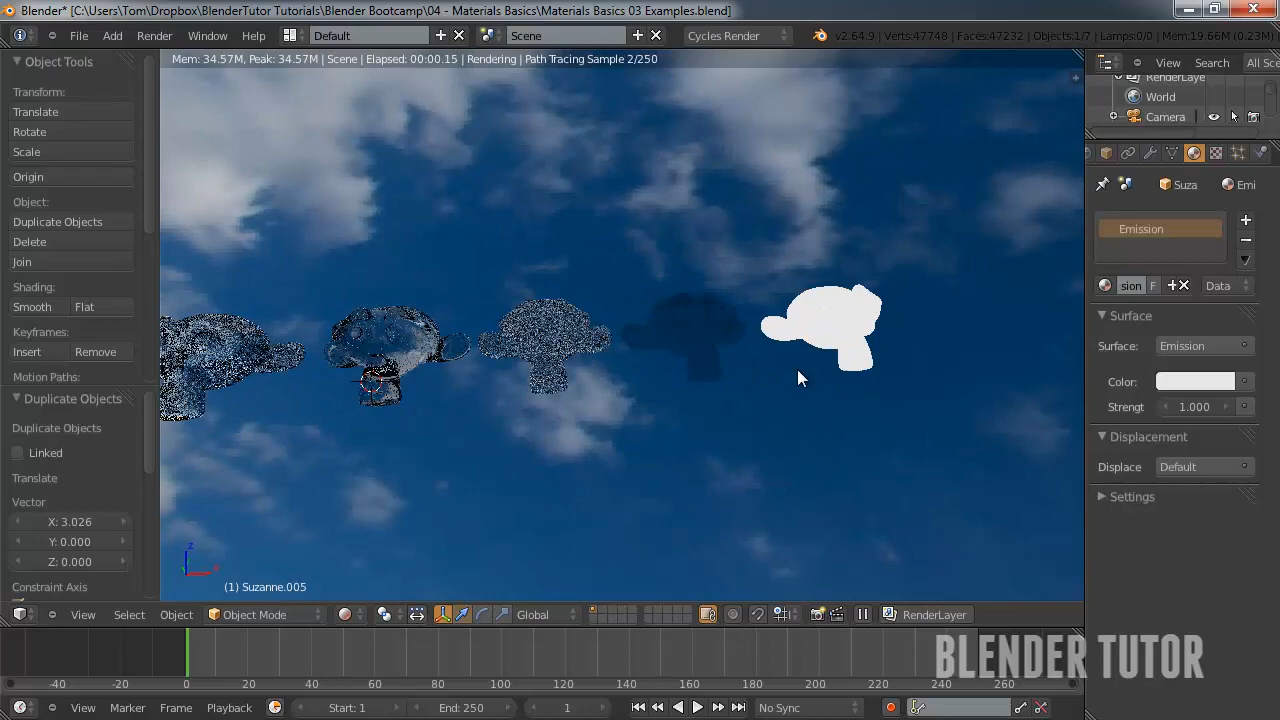 Blender* [C:\Users\Tom\Dropbox\BlenderTutor Tutorials\Blender Bootcamp\04 - Materials Basics\Materials Basics 03 Examples.blend]
File Add Render Window Help Default Scene Cycles Render v2.64.9 | Verts:47748 | Faces:47232 | Objects:1/7 | Lamps:0/0 | Mem:19.66M (0.23M)
Mem: 34.57M, Peak: 34.57M | Scene | Elapsed: 00:00.15 | Rendering | Path Tracing Sample 2/250
Object Tools
Transform:
Translate
Rotate
Scale
Origin
Object:
Duplicate Objects
Delete
Join
Shading:
Smooth Flat
Keyframes:
Insert Remove
Motion Paths:
Duplicate Objects
Duplicate Objects
Linked
Translate
Vector
X: 3.026
Y: 0.000
Z: 0.000
Constraint Axis
View Search All Sce
RenderLaye
World
Camera
Suza Emi
Emission
sion F Data
Surface
Surface: Emission
Color:
Strengt 1.000
Displacement
Displace Default
Settings
z
x
(1) Suzanne.005
View Select Object Object Mode Global RenderLayer
BLENDER TUTOR
-40 -20 0 20 40 60 80 100 120 140 160 180 200 220 240 260
View Marker Frame Playback Start: 1 End: 250 1 No Sync